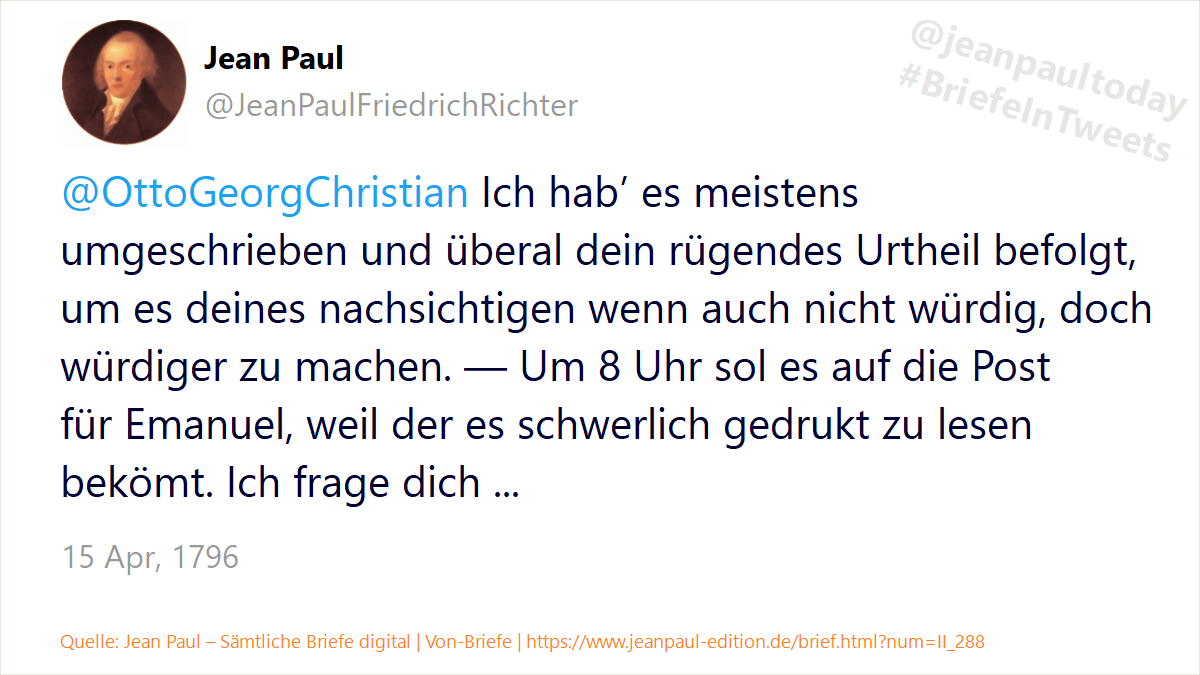 Jean Paul
@JeanPaulFriedrichRichter
@jeanpaultoday
#BriefeInTweets
@OttoGeorgChristian Ich hab’ es meistens
umgeschrieben und überal dein rügendes Urtheil befolgt,
um es deines nachsichtigen wenn auch nicht würdig, doch
würdiger zu machen. — Um 8 Uhr sol es auf die Post
für Emanuel, weil der es schwerlich gedrukt zu lesen
bekömt. Ich frage dich ...
15 Apr, 1796
Quelle: Jean Paul – Sämtliche Briefe digital | Von-Briefe | https://www.jeanpaul-edition.de/brief.html?num=II_288